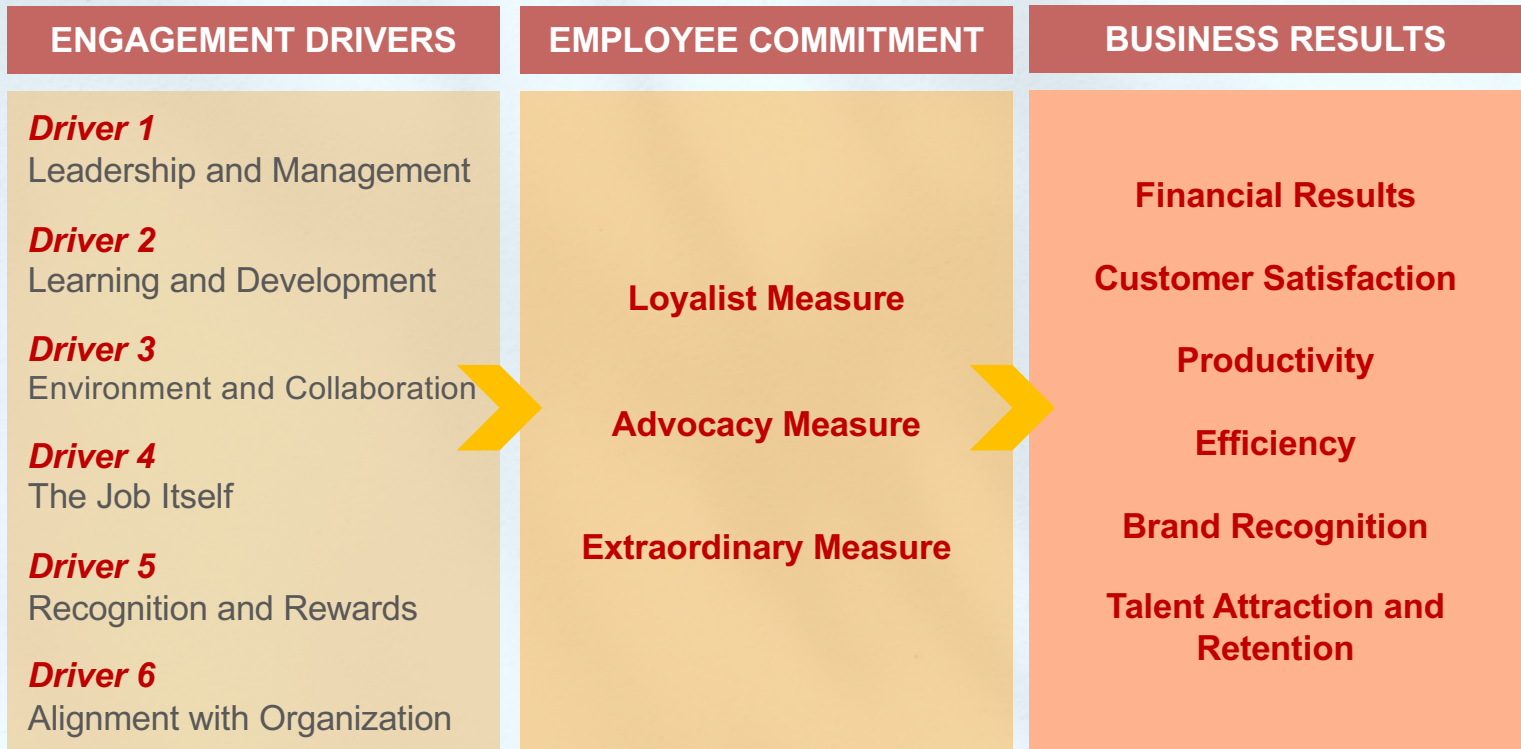 ENGAGEMENT DRIVERS
Driver 1
Leadership and Management
Driver 2
Learning and Development
Driver 3
Environment and Collaboration
Driver 4
The Job Itself
Driver 5
Recognition and Rewards
Driver 6
Alignment with Organization
EMPLOYEE COMMITMENT
Loyalist Measure
Advocacy Measure
Extraordinary Measure
BUSINESS RESULTS
Financial Results
Customer Satisfaction
Productivity
Efficiency
Brand Recognition
Talent Attraction and
Retention